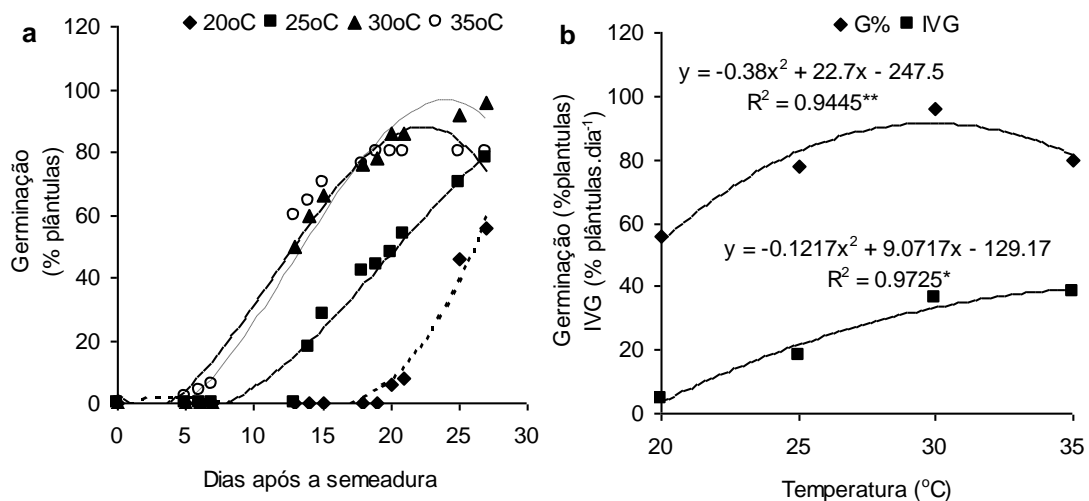 a
20oC 25oC 30oC 35oC
120
100
80
60
40
20
0
0 5 10 15 20 25 30
Germinação
(% plântulas)
Dias após a semeadura
b
G% IVG
120
100
80
60
40
20
0
20 25 30 35
y = -0.38x² + 22.7x - 247.5
R² = 0.9445**
y = -0.1217x² + 9.0717x - 129.17
R² = 0.9725*
Germinação (%plantulas)
IVG (% plântulas.dia⁻¹)
Temperatura (°C)